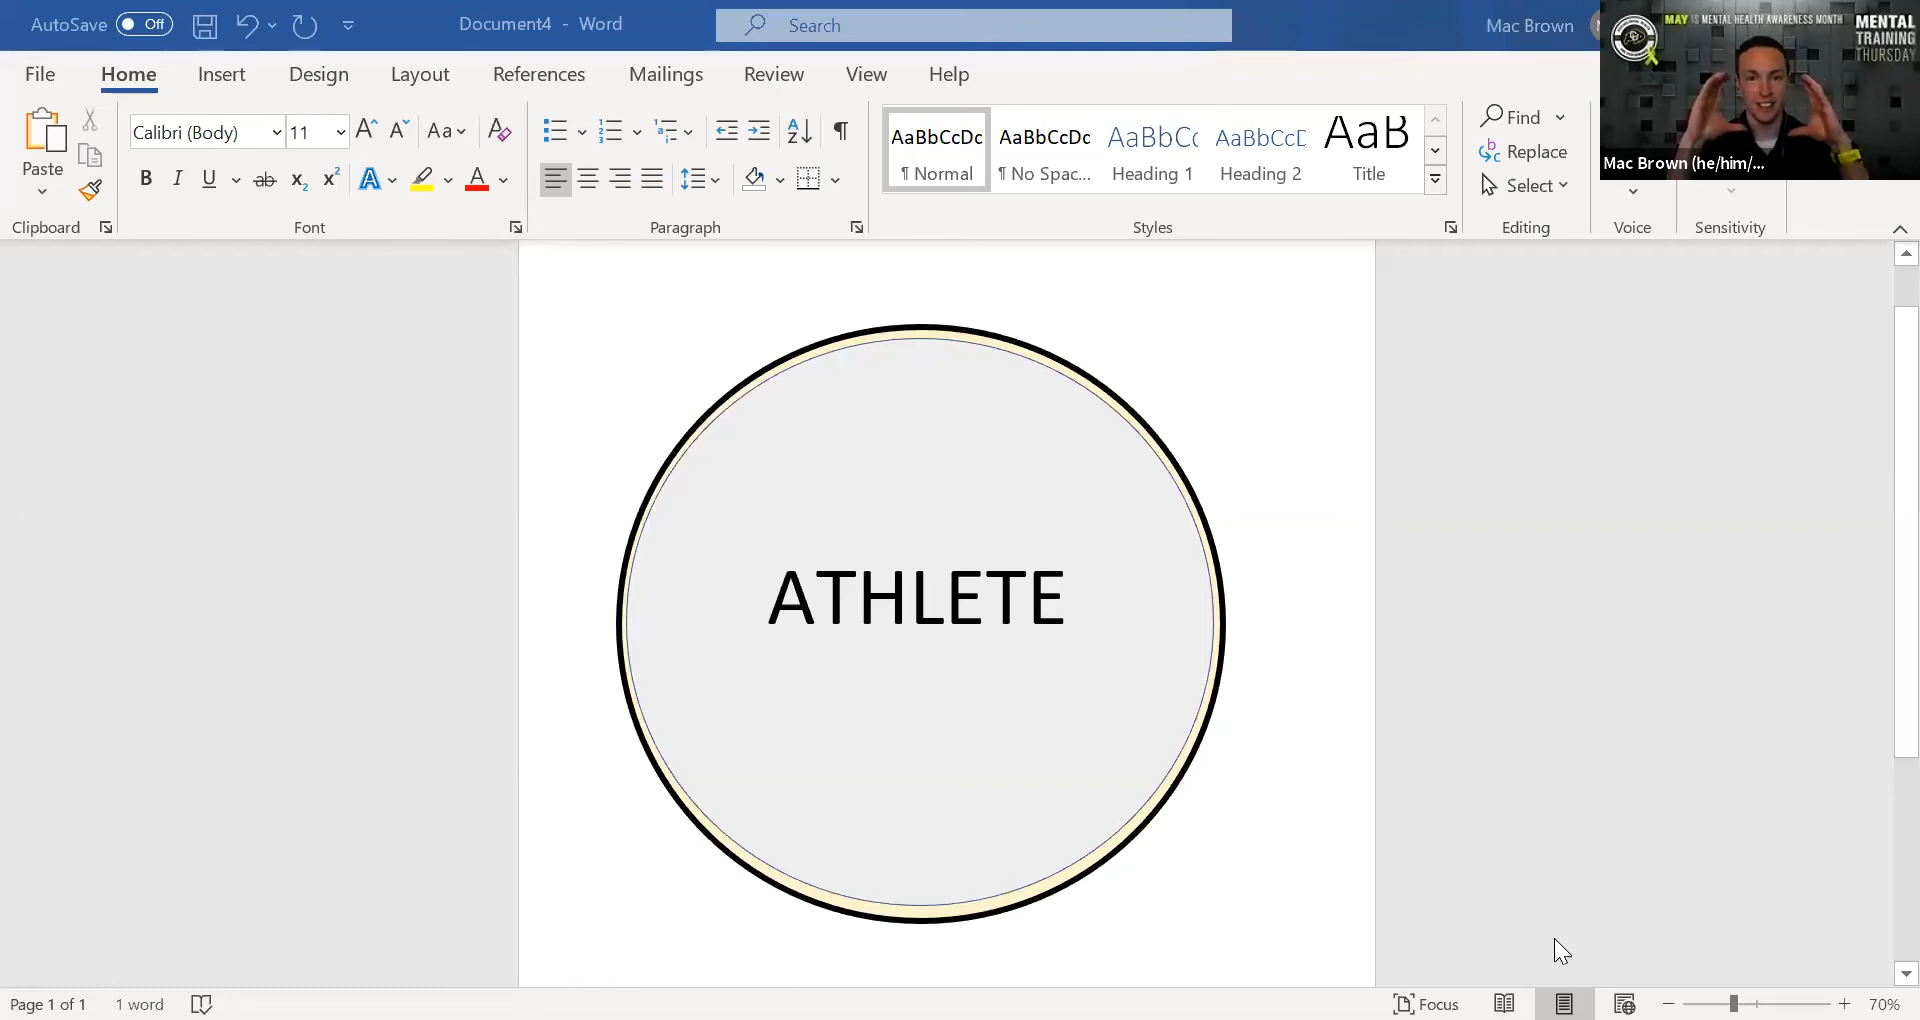 AutoSave Off Document4 - Word Search Mac Brown
File Home Insert Design Layout References Mailings Review View Help
Paste
Clipboard
Calibri (Body) 11
Aa
B I U ab x2 x2 A A
Font
Paragraph
AaBbCcDc AaBbCcDc AaBbCc AaBbCcD AaB
¶ Normal ¶ No Spac... Heading 1 Heading 2 Title
Styles
Find
Replace
Select
Editing
Voice
Sensitivity
MAY IS MENTAL HEALTH AWARENESS MONTH
MENTAL
TRAINING
THURSDAY
Mac Brown (he/him/...
ATHLETE
Page 1 of 1 1 word Focus 70%